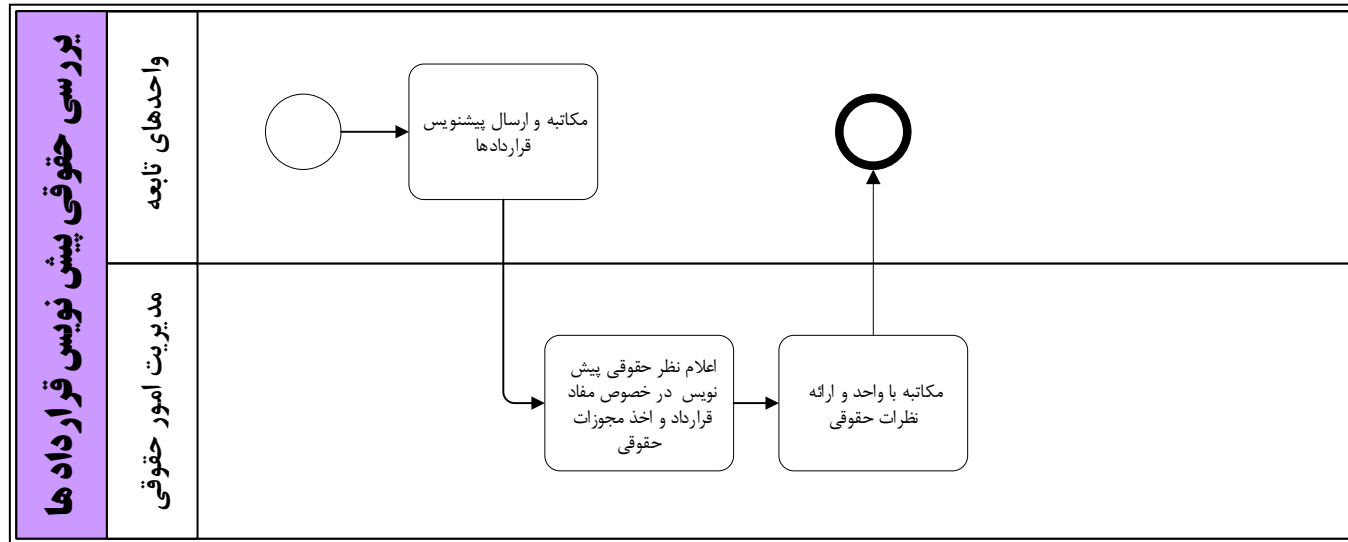 بررسی حقوقی پیش نویس قرارداد ها
واحدهای تابعه
مکاتبه و ارسال پیشنویس
قراردادها
مدیریت امور حقوقی
اعلام نظر حقوقی پیش
نویس در خصوص مفاد
قرارداد و اخذ مجوزات
حقوقی
مکاتبه با واحد و ارائه
نظرات حقوقی